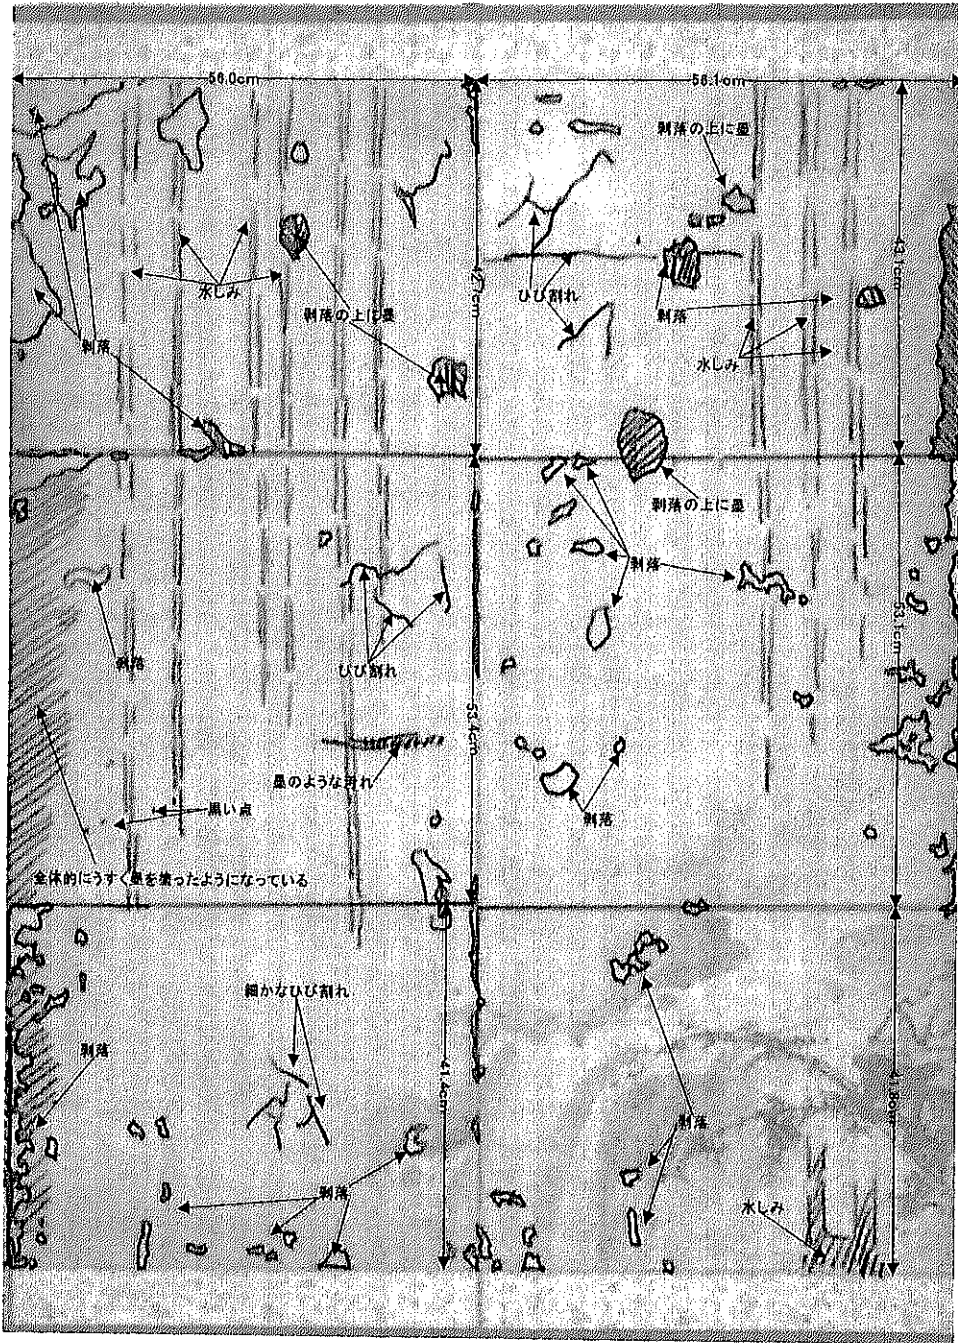 56.0cm
56.1cm
剥落の上に墨
水しみ
剥落の上に墨
ひび割れ
剥落
水しみ
剥落
剥落の上に墨
剥落
53.1cm
剥落
ひび割れ
53.4cm
墨のような汚れ
黒い点
剥落
全体的にうすく墨を塗ったようになっている
細かなひび割れ
剥落
41.4cm
剥落
剥落
水しみ